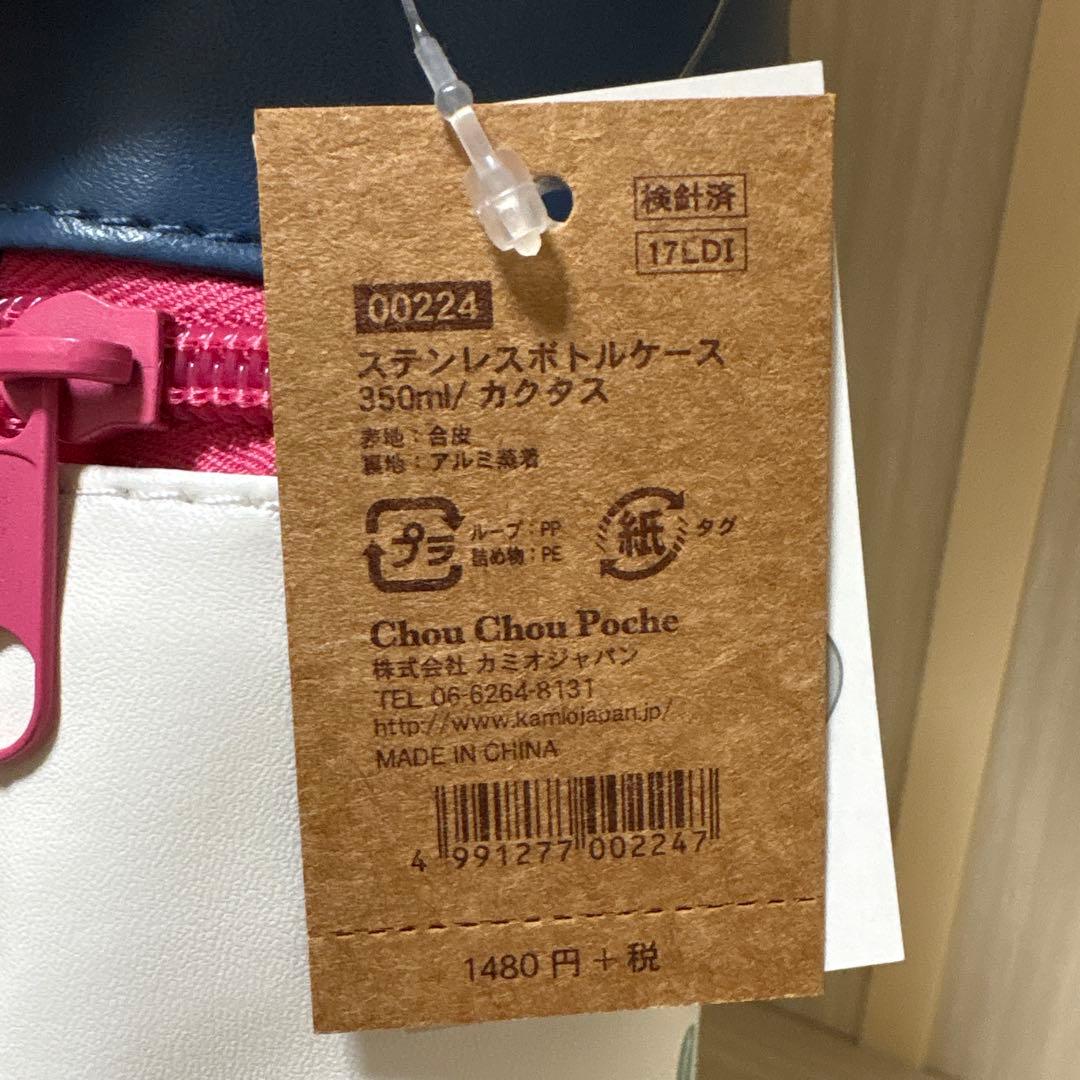 検針済
17LDI
00224
ステンレスボトルケース
350ml/ カクタス
表地：合皮
裏地：アルミ蒸着
プラ
ループ：PP
詰め物：PE
紙
タグ
Chou Chou Poche
株式会社 カミオジャパン
TEL 06-6264-8131
http://www.kamiojapan.jp/
MADE IN CHINA
4 991277 002247
1480 円 + 税